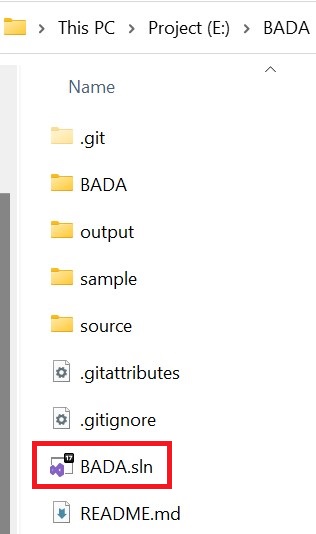 This PC > Project (E:) > BADA
Name
.git
BADA
output
sample
source
.gitattributes
.gitignore
17
BADA.sln
README.md